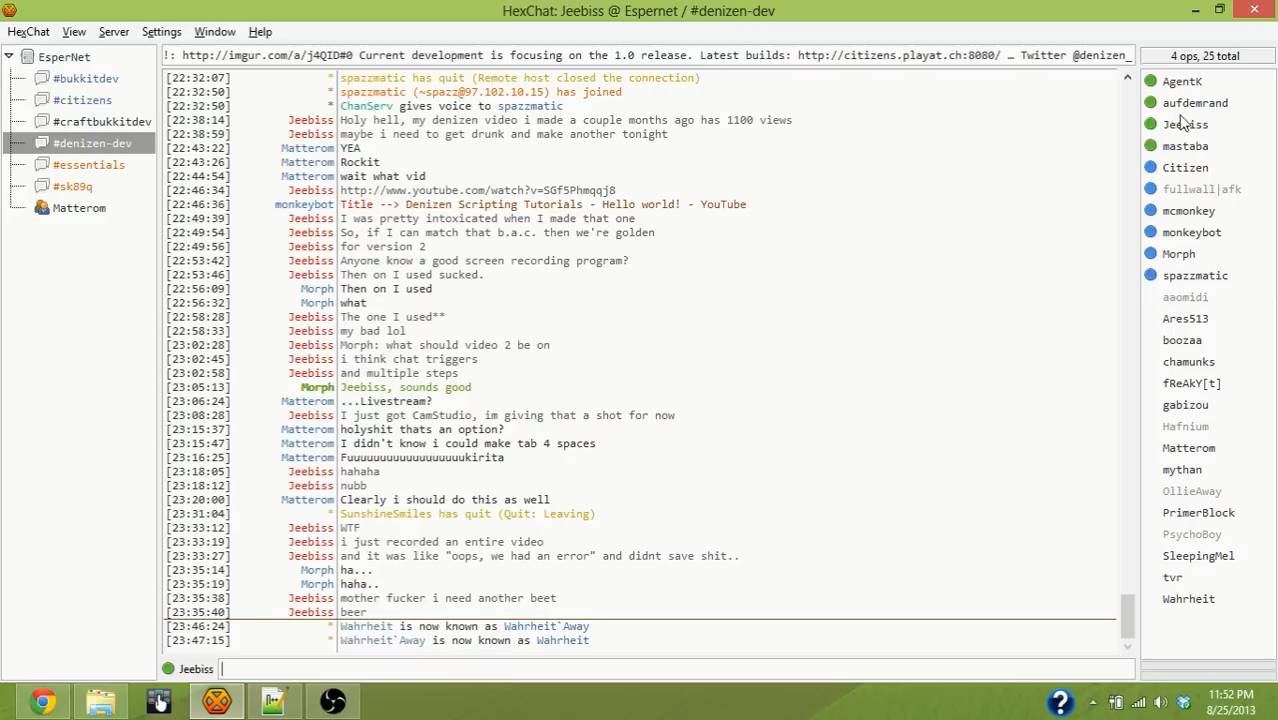 HexChat: Jeebiss @ Espernet / #denizen-dev
HexChat View Server Settings Window Help
EsperNet
#bukkitdev
#citizens
#craftbukkitdev
#denizen-dev
#essentials
#sk89q
Matterom
!: http://imgur.com/a/j4QID#0 Current development is focusing on the 1.0 release. Latest builds: http://citizens.playat.ch:8080/ … Twitter @denizen_
[22:32:07] * spazzmatic has quit (Remote host closed the connection)
[22:32:50] * spazzmatic (~spazz@97.102.10.15) has joined
[22:32:50] * ChanServ gives voice to spazzmatic
[22:38:14] Jeebiss Holy hell, my denizen video i made a couple months ago has 1100 views
[22:38:59] Jeebiss maybe i need to get drunk and make another tonight
[22:43:22] Matterom YEA
[22:43:26] Matterom Rockit
[22:44:54] Matterom wait what vid
[22:46:34] Jeebiss http://www.youtube.com/watch?v=SGf5Phmqqj8
[22:46:36] monkeybot Title --> Denizen Scripting Tutorials - Hello world! - YouTube
[22:49:39] Jeebiss I was pretty intoxicated when I made that one
[22:49:54] Jeebiss So, if I can match that b.a.c. then we're golden
[22:49:56] Jeebiss for version 2
[22:53:42] Jeebiss Anyone know a good screen recording program?
[22:53:46] Jeebiss Then on I used sucked.
[22:56:09] Morph Then on I used
[22:56:32] Morph what
[22:58:28] Jeebiss The one I used**
[22:58:33] Jeebiss my bad lol
[23:02:28] Jeebiss Morph: what should video 2 be on
[23:02:45] Jeebiss i think chat triggers
[23:02:58] Jeebiss and multiple steps
[23:05:13] Morph Jeebiss, sounds good
[23:06:24] Matterom ...Livestream?
[23:08:28] Jeebiss I just got CamStudio, im giving that a shot for now
[23:15:37] Matterom holyshit thats an option?
[23:15:47] Matterom I didn't know i could make tab 4 spaces
[23:16:25] Matterom Fuuuuuuuuuuuuuuuuukirita
[23:18:05] Jeebiss hahaha
[23:18:12] Jeebiss nubb
[23:20:00] Matterom Clearly i should do this as well
[23:31:04] * SunshineSmiles has quit (Quit: Leaving)
[23:33:12] Jeebiss WTF
[23:33:19] Jeebiss i just recorded an entire video
[23:33:27] Jeebiss and it was like "oops, we had an error" and didnt save shit..
[23:35:14] Morph ha...
[23:35:19] Morph haha..
[23:35:38] Jeebiss mother fucker i need another beet
[23:35:40] Jeebiss beer
[23:46:24] * Wahrheit is now known as Wahrheit`Away
[23:47:15] * Wahrheit`Away is now known as Wahrheit
Jeebiss
4 ops, 25 total
AgentK
aufdemrand
Jeebiss
mastaba
Citizen
fullwall|afk
mcmonkey
monkeybot
Morph
spazzmatic
aaomidi
Ares513
boozaa
chamunks
fReAkY[t]
gabizou
Hafnium
Matterom
mythan
OllieAway
PrimerBlock
PsychoBoy
SleepingMel
tvr
Wahrheit
11:52 PM
8/25/2013